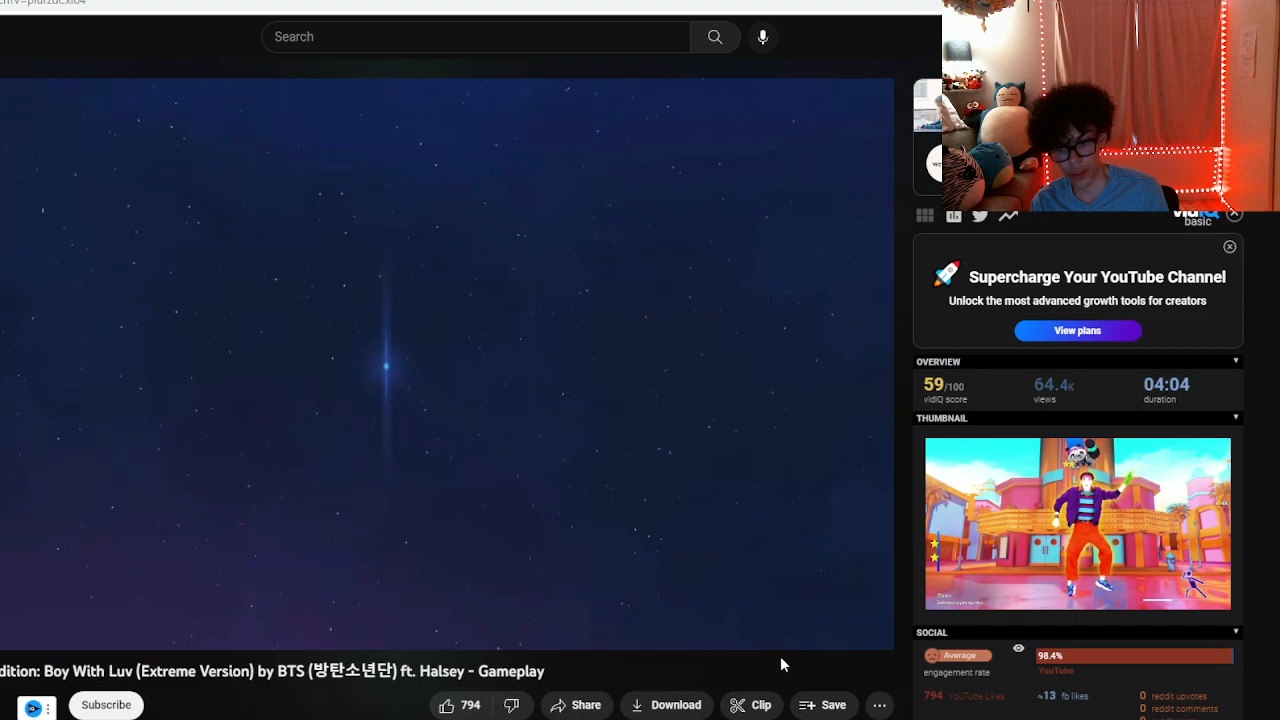 Search
basic
Supercharge Your YouTube Channel
Unlock the most advanced growth tools for creators
View plans
OVERVIEW
59/100
64.4K
04:04
vidIQ score
views
duration
THUMBNAIL
SOCIAL
Average
98.4%
engagement rate
YouTube
794 YouTube Likes
≈13 fb likes
0 reddit upvotes
0 reddit comments
dition: Boy With Luv (Extreme Version) by BTS (방탄소년단) ft. Halsey - Gameplay
Subscribe
794
Share
Download
Clip
Save